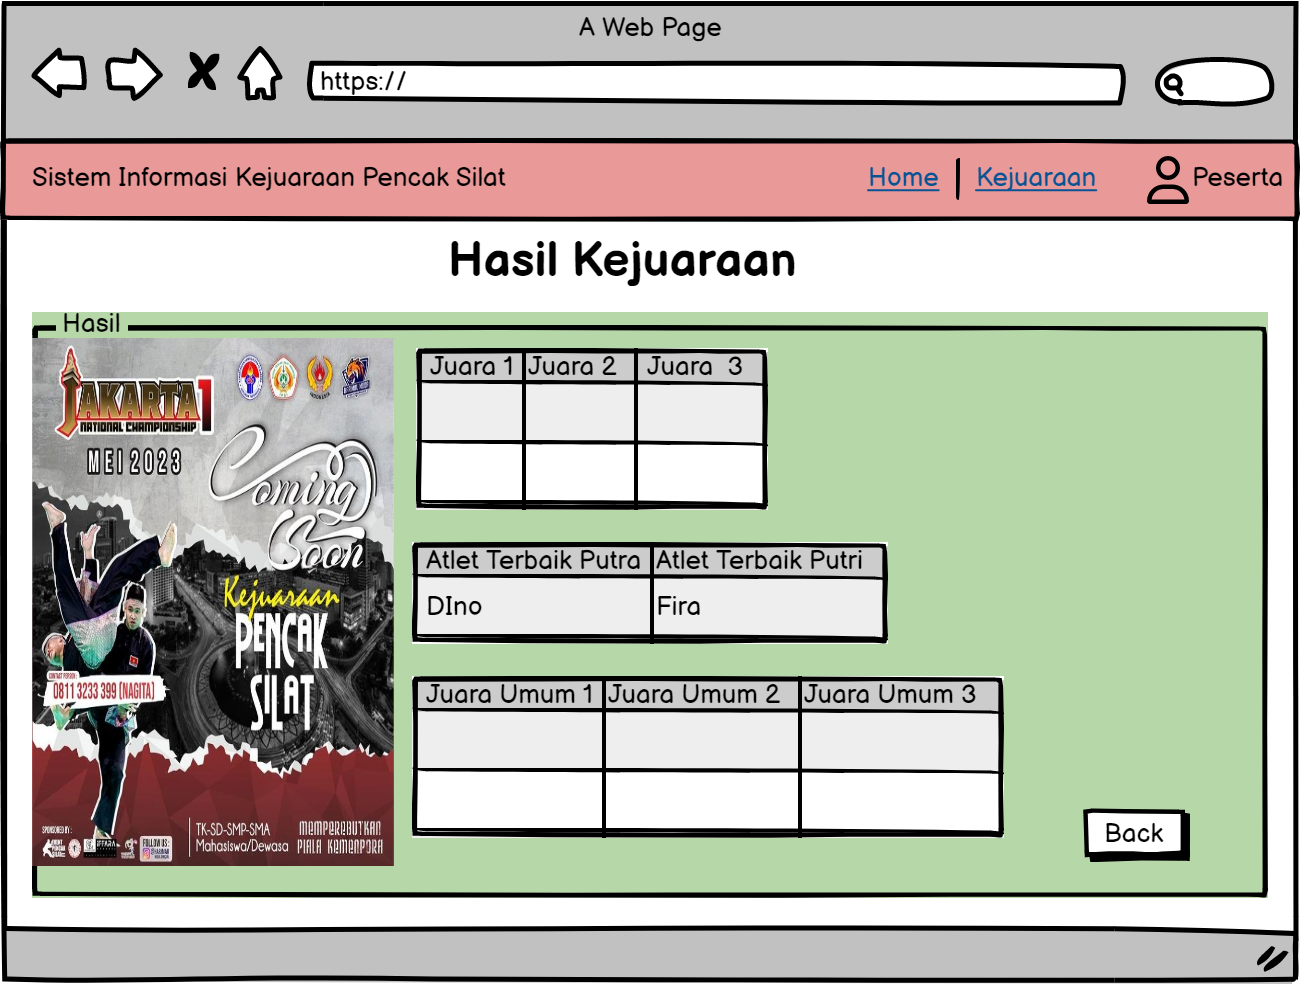 A Web Page
https://
Sistem Informasi Kejuaraan Pencak Silat
Home
Kejuaraan
Peserta
Hasil Kejuaraan
Hasil
JAKARTA 1
NATIONAL CHAMPIONSHIP
MEI 2023
Coming
Soon
Kejuaraan
PENCAK
SILAT
CONTACT PERSON :
0811 3233 399 (NAGITA)
SPONSORED BY :
FOLLOW US :
TK-SD-SMP-SMA
Mahasiswa/Dewasa
MEMPEREBUTKAN
PIALA KEMENPORA
Juara 1
Juara 2
Juara 3
Atlet Terbaik Putra
Atlet Terbaik Putri
DIno
Fira
Juara Umum 1
Juara Umum 2
Juara Umum 3
Back